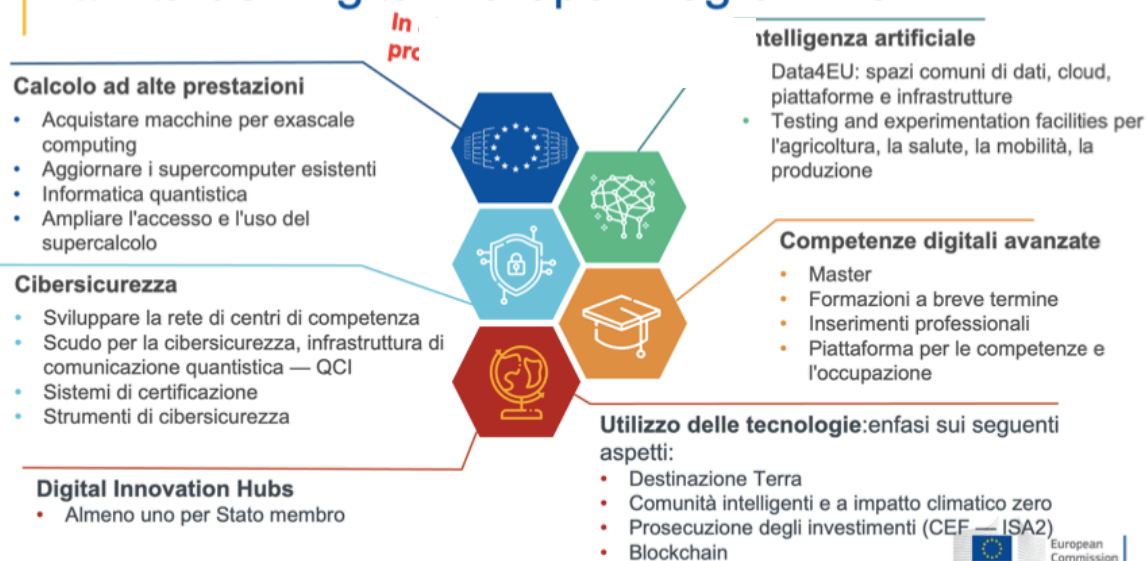 In
pro
Calcolo ad alte prestazioni
• Acquistare macchine per exascale
computing
• Aggiornare i supercomputer esistenti
• Informatica quantistica
• Ampliare l'accesso e l'uso del
supercalcolo
Cibersicurezza
• Sviluppare la rete di centri di competenza
• Scudo per la cibersicurezza, infrastruttura di
comunicazione quantistica — QCI
• Sistemi di certificazione
• Strumenti di cibersicurezza
Digital Innovation Hubs
• Almeno uno per Stato membro
ntelligenza artificiale
Data4EU: spazi comuni di dati, cloud,
piattaforme e infrastrutture
• Testing and experimentation facilities per
l'agricoltura, la salute, la mobilità, la
produzione
Competenze digitali avanzate
• Master
• Formazioni a breve termine
• Inserimenti professionali
• Piattaforma per le competenze e
l'occupazione
Utilizzo delle tecnologie:enfasi sui seguenti
aspetti:
• Destinazione Terra
• Comunità intelligenti e a impatto climatico zero
• Prosecuzione degli investimenti (CEF — ISA2)
• Blockchain
European
Commission